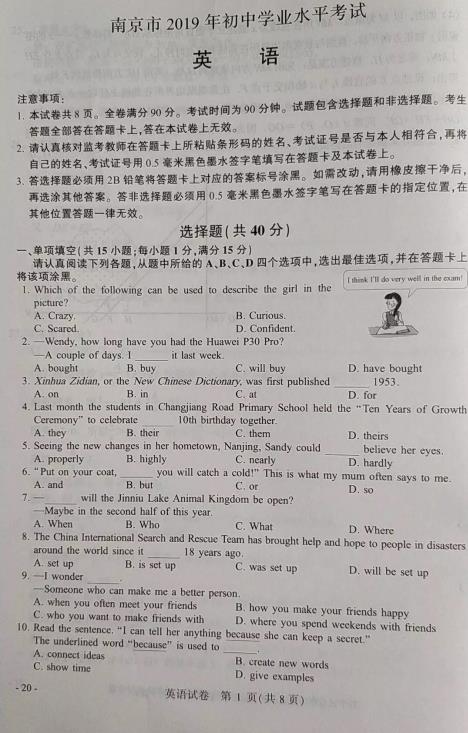 南京市 2019 年初中学业水平考试
英 语
注意事项:
1. 本试卷共 8 页。全卷满分 90 分。考试时间为 90 分钟。试题包含选择题和非选择题。考生
答题全部答在答题卡上,答在本试卷上无效。
2. 请认真核对监考教师在答题卡上所粘贴条形码的姓名、考试证号是否与本人相符合,再将
自己的姓名、考试证号用 0.5 毫米黑色墨水签字笔填写在答题卡及本试卷上。
3. 答选择题必须用 2B 铅笔将答题卡上对应的答案标号涂黑。如需改动,请用橡皮擦干净后,
再选涂其他答案。答非选择题必须用 0.5 毫米黑色墨水签字笔写在答题卡的指定位置,在
其他位置答题一律无效。
选择题(共 40 分)
一、单项填空(共 15 小题;每小题 1 分,满分 15 分)
请认真阅读下列各题,从题中所给的 A、B、C、D 四个选项中,选出最佳选项,并在答题卡上
将该项涂黑。
I think I'll do very well in the exam!
1. Which of the following can be used to describe the girl in the
picture?
A. Crazy. B. Curious.
C. Scared. D. Confident.
2. —Wendy, how long have you had the Huawei P30 Pro?
—A couple of days. I ______ it last week.
A. bought B. buy C. will buy D. have bought
3. Xinhua Zidian, or the New Chinese Dictionary, was first published ______ 1953.
A. on B. in C. at D. for
4. Last month the students in Changjiang Road Primary School held the "Ten Years of Growth
Ceremony" to celebrate ______ 10th birthday together.
A. they B. their C. them D. theirs
5. Seeing the new changes in her hometown, Nanjing, Sandy could ______ believe her eyes.
A. properly B. highly C. nearly D. hardly
6. "Put on your coat, ______ you will catch a cold!" This is what my mum often says to me.
A. and B. but C. or D. so
7. —______ will the Jinniu Lake Animal Kingdom be open?
—Maybe in the second half of this year.
A. When B. Who C. What D. Where
8. The China International Search and Rescue Team has brought help and hope to people in disasters
around the world since it ______ 18 years ago.
A. set up B. is set up C. was set up D. will be set up
9. —I wonder ______.
—Someone who can make me a better person.
A. when you often meet your friends B. how you make your friends happy
C. who you want to make friends with D. where you spend weekends with friends
10. Read the sentence. "I can tell her anything because she can keep a secret."
The underlined word "because" is used to ______.
A. connect ideas B. create new words
C. show time D. give examples
- 20 - 英语试卷 第 1 页(共 8 页)